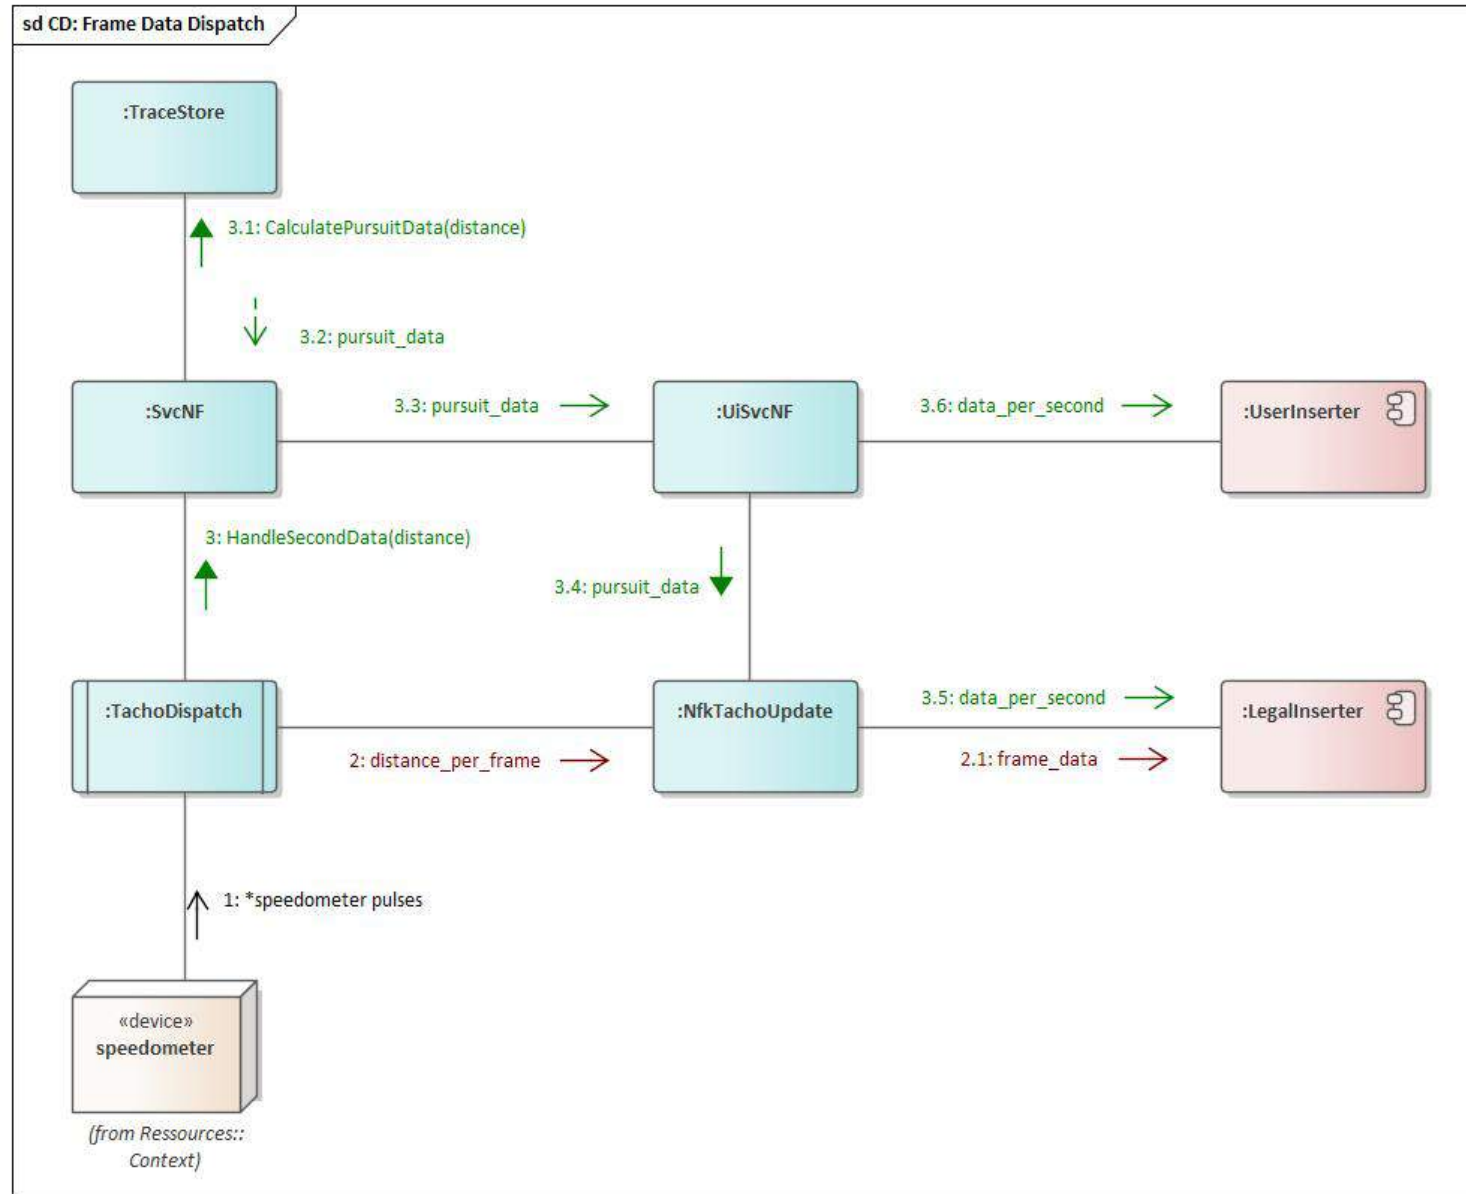 sd CD: Frame Data Dispatch
:TraceStore
3.1: CalculatePursuitData(distance)
3.2: pursuit_data
:SvcNF
3.3: pursuit_data
:UiSvcNF
3.6: data_per_second
:UserInserter
3: HandleSecondData(distance)
3.4: pursuit_data
:TachoDispatch
2: distance_per_frame
:NfkTachoUpdate
3.5: data_per_second
2.1: frame_data
:LegalInserter
1: *speedometer pulses
«device»
speedometer
(from Ressources::
Context)